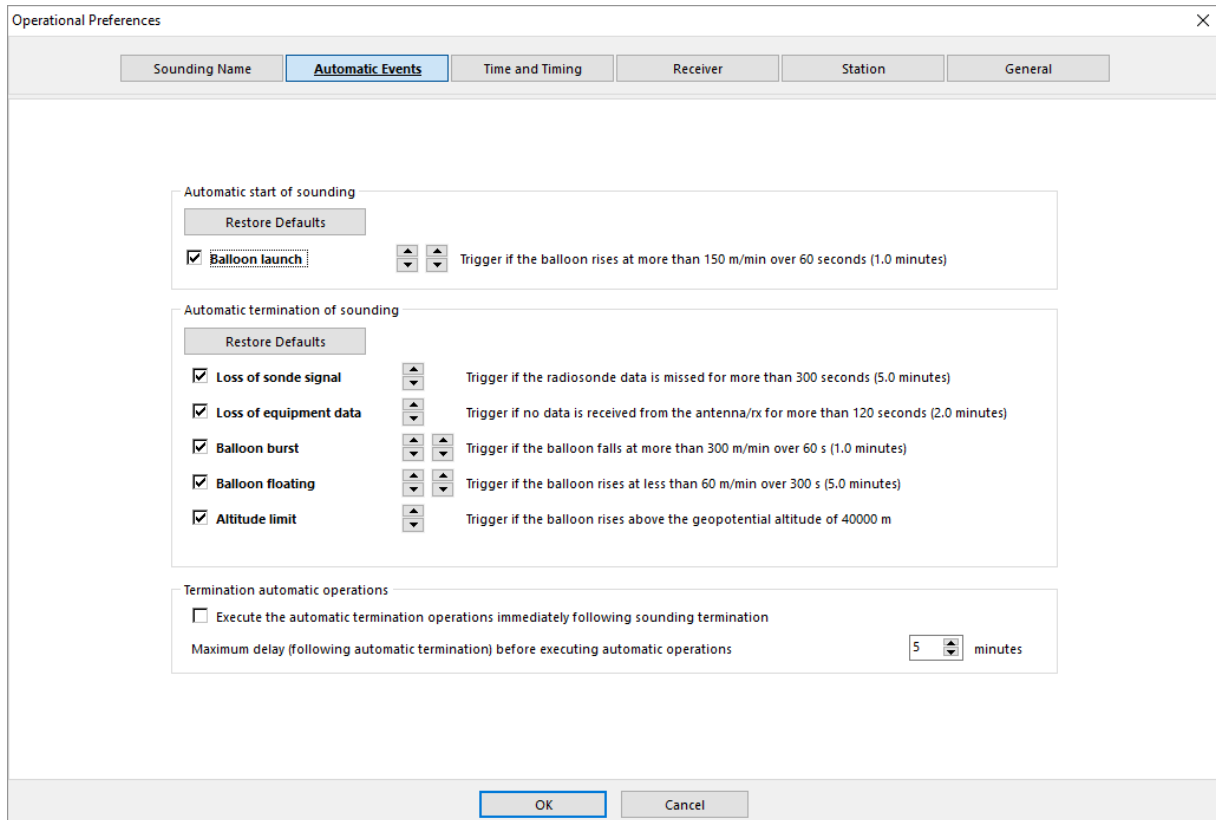 Operational Preferences
Sounding Name Automatic Events Time and Timing Receiver Station General
Automatic start of sounding
Restore Defaults
Balloon launch Trigger if the balloon rises at more than 150 m/min over 60 seconds (1.0 minutes)
Automatic termination of sounding
Restore Defaults
Loss of sonde signal Trigger if the radiosonde data is missed for more than 300 seconds (5.0 minutes)
Loss of equipment data Trigger if no data is received from the antenna/rx for more than 120 seconds (2.0 minutes)
Balloon burst Trigger if the balloon falls at more than 300 m/min over 60 s (1.0 minutes)
Balloon floating Trigger if the balloon rises at less than 60 m/min over 300 s (5.0 minutes)
Altitude limit Trigger if the balloon rises above the geopotential altitude of 40000 m
Termination automatic operations
Execute the automatic termination operations immediately following sounding termination
Maximum delay (following automatic termination) before executing automatic operations 5 minutes
OK Cancel